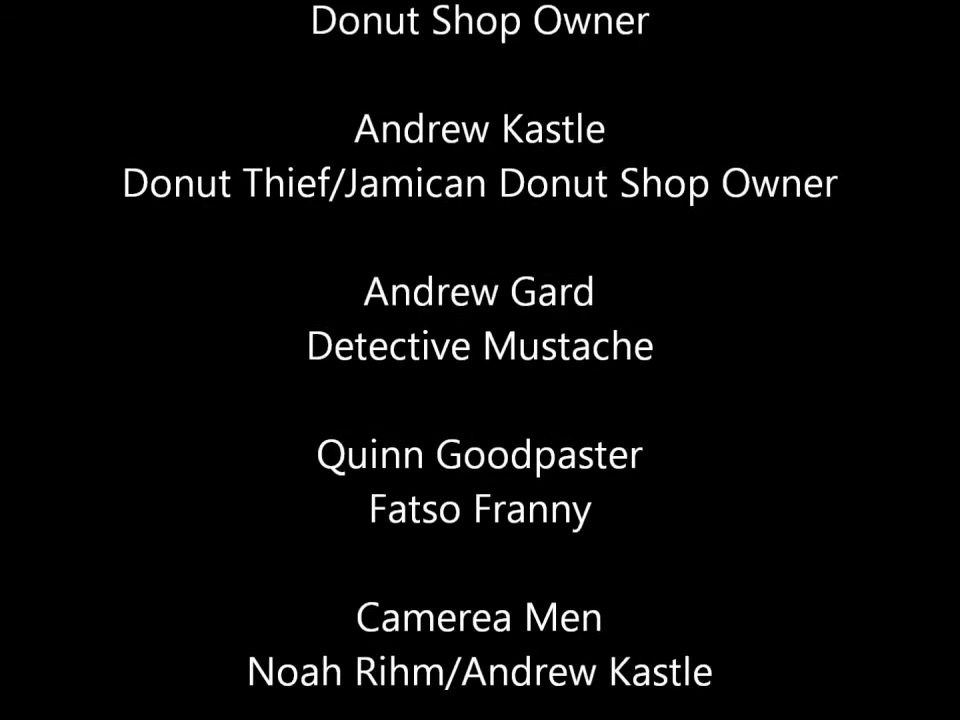 Donut Shop Owner
Andrew Kastle
Donut Thief/Jamican Donut Shop Owner
Andrew Gard
Detective Mustache
Quinn Goodpaster
Fatso Franny
Camerea Men
Noah Rihm/Andrew Kastle